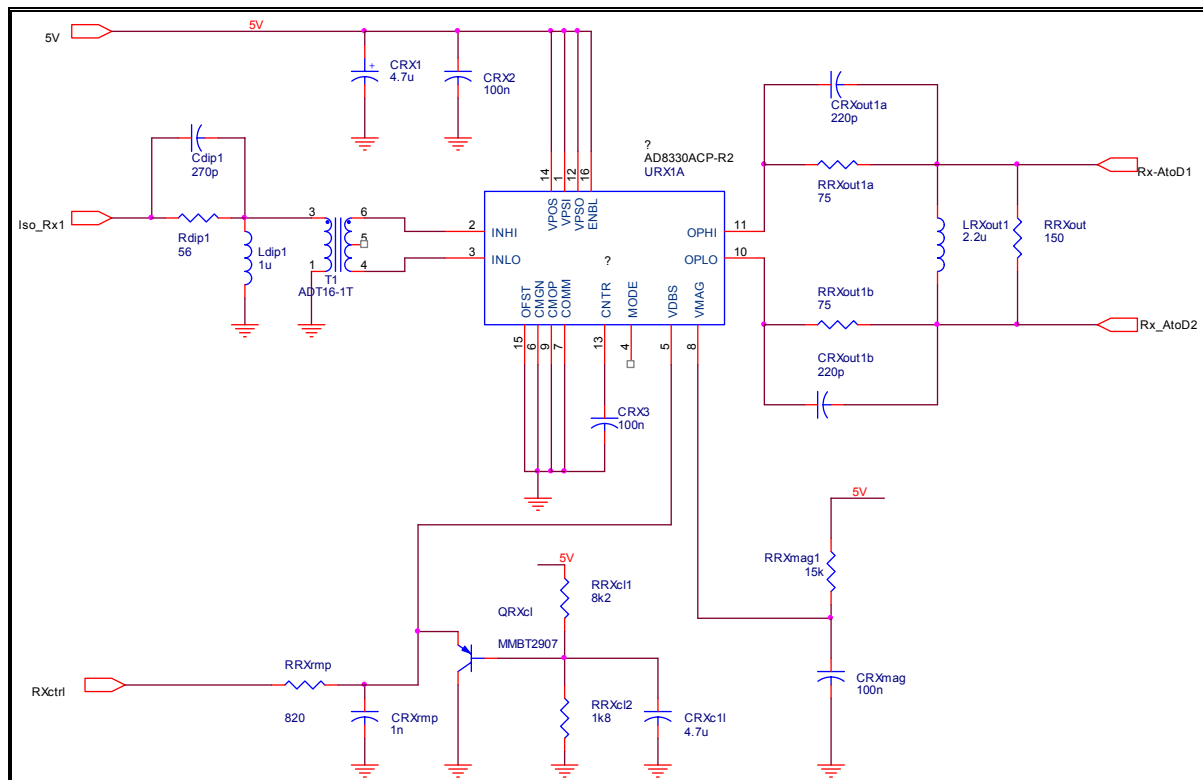 5V
5V
CRX1
+
4.7u
CRX2
100n
Cdip1
270p
Iso_Rx1
Rdip1
56
Ldip1
1u
3
1
6
5
4
T1
ADT16-1T
?
AD8330ACP-R2
URX1A
14
1
12
16
VPOS
VPSI
VPSO
ENBL
2
INHI
3
INLO
OPHI
11
OPLO
10
?
OFST
CMGN
CMOP
COMM
CNTR
MODE
VDBS
VMAG
15
6
9
7
13
4
5
8
CRX3
100n
CRXout1a
220p
RRXout1a
75
LRXout1
2.2u
RRXout
150
RRXout1b
75
CRXout1b
220p
Rx-AtoD1
Rx_AtoD2
5V
RRXmag1
15k
CRXmag
100n
5V
RRXcl1
8k2
QRXcl
MMBT2907
RRXcl2
1k8
CRXc1l
4.7u
RXctrl
RRXrmp
820
CRXrmp
1n